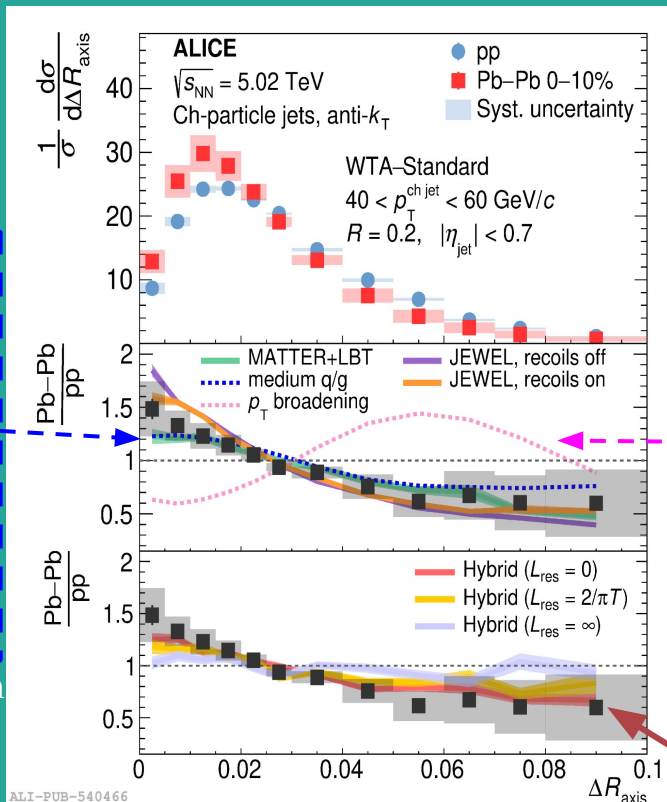 1/σ dσ/dΔR_axis
ALICE
√s_NN = 5.02 TeV
Ch-particle jets, anti-k_T
pp
Pb–Pb 0–10%
Syst. uncertainty
WTA–Standard
40 < p_T^ch jet < 60 GeV/c
R = 0.2, |η_jet| < 0.7
40
30
20
10
Pb–Pb/pp
MATTER+LBT
medium q/g
p_T broadening
JEWEL, recoils off
JEWEL, recoils on
2
1.5
1
0.5
Pb–Pb/pp
Hybrid (L_res = 0)
Hybrid (L_res = 2/πT)
Hybrid (L_res = ∞)
2
1.5
1
0.5
0 0.02 0.04 0.06 0.08 0.1
ΔR_axis
ALI-PUB-540466